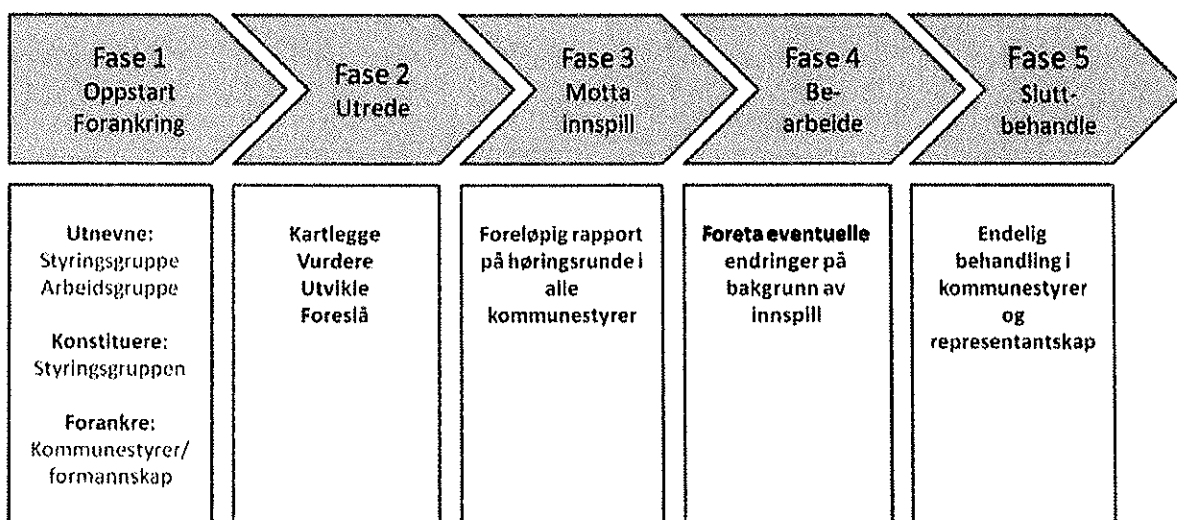 Fase 1
Oppstart
Forankring
Fase 2
Utrede
Fase 3
Motta
innspill
Fase 4
Be-
arbeide
Fase 5
Slutt-
behandle
Utnevne:
Styringsgruppe
Arbeidsgruppe
Konstituere:
Styringsgruppen
Forankre:
Kommunestyrer/
formannskap
Kartlegge
Vurdere
Utvikle
Foreslå
Foreløpig rapport
på høringsrunde i
alle
kommunestyrer
Foreta eventuelle
endringer på
bakgrunn av
innspill
Endelig
behandling i
kommunestyrer
og
representantskap